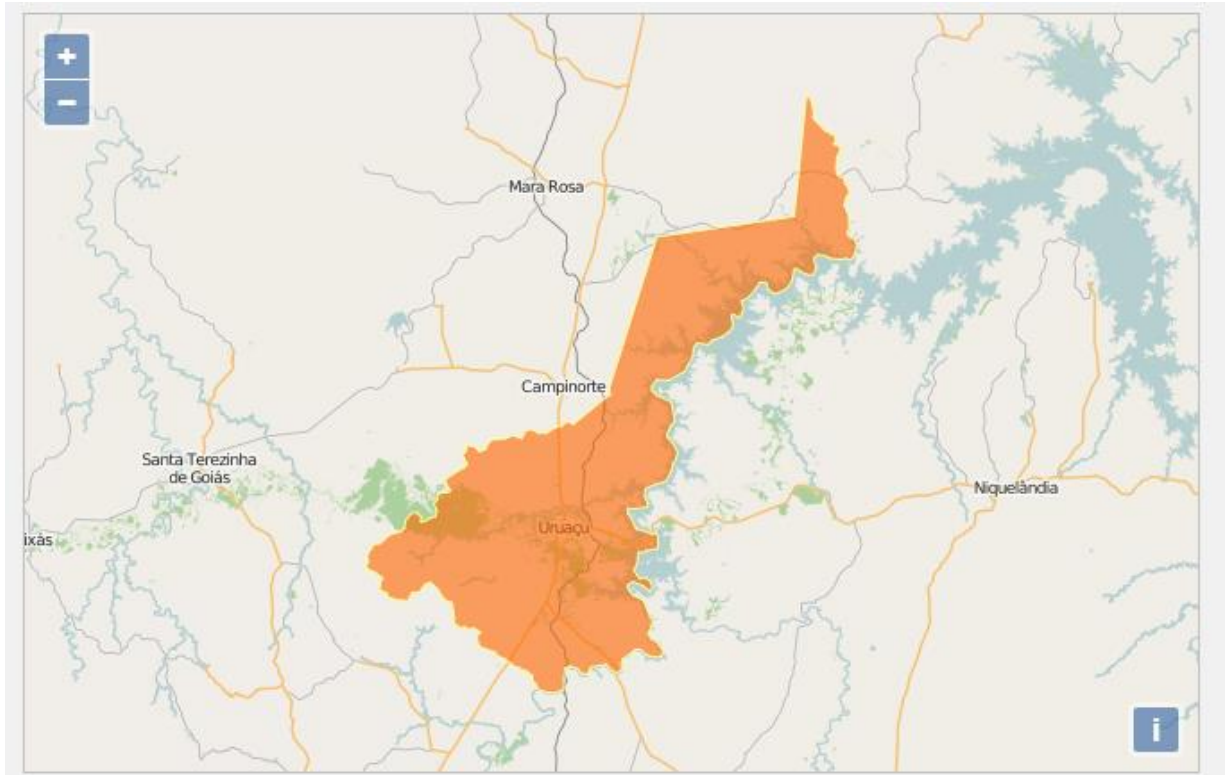 +
−
Mara Rosa
Campinorte
Santa Terezinha
de Goiás
Niquelândia
Uruaçu
ixás
i